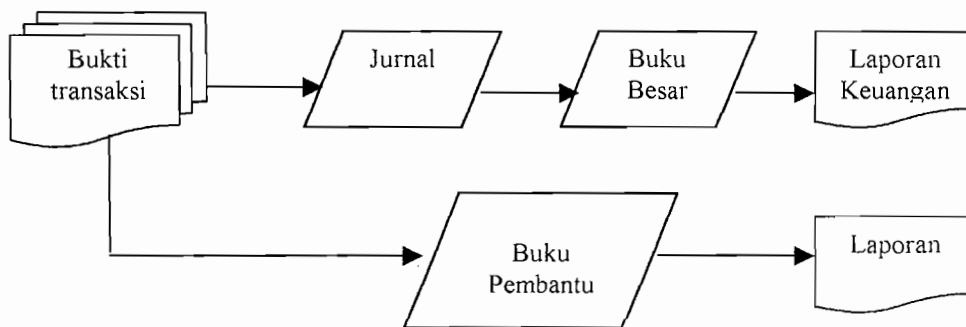 Bukti
transaksi
Jurnal
Buku
Besar
Laporan
Keuangan
Buku
Pembantu
Laporan